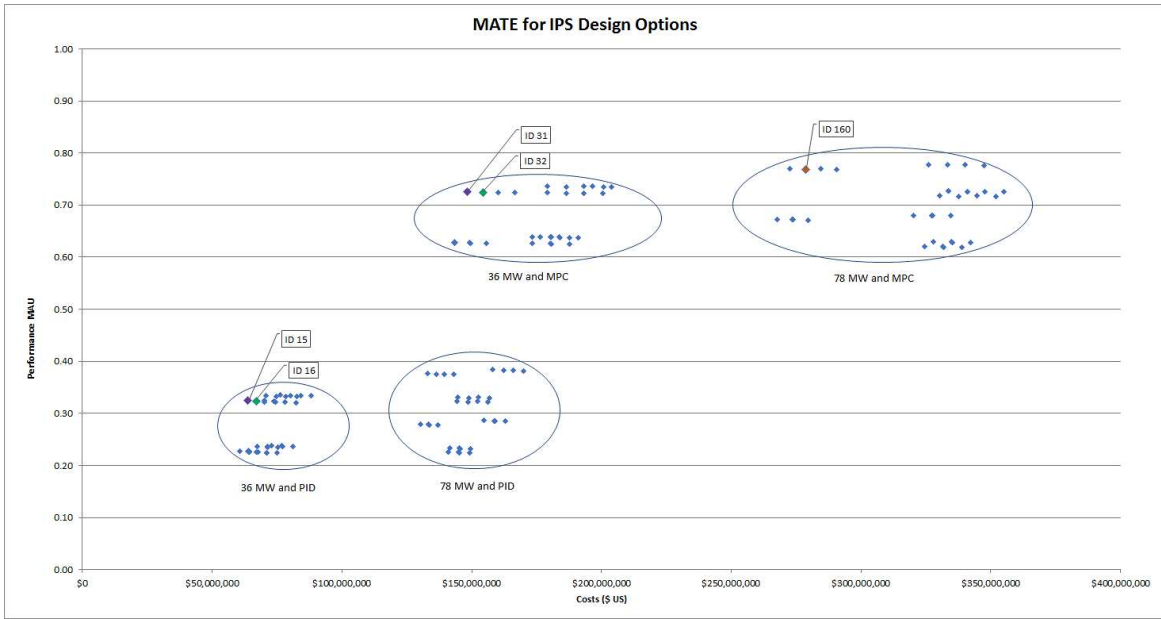 MATE for IPS Design Options
1.00
0.90
0.80
0.70
0.60
0.50
0.40
0.30
0.20
0.10
0.00
Performance MAU
ID 31
ID 32
ID 160
36 MW and MPC
78 MW and MPC
ID 15
ID 16
36 MW and PID
78 MW and PID
$0
$50,000,000
$100,000,000
$150,000,000
$200,000,000
$250,000,000
$300,000,000
$350,000,000
$400,000,000
Costs ($ US)